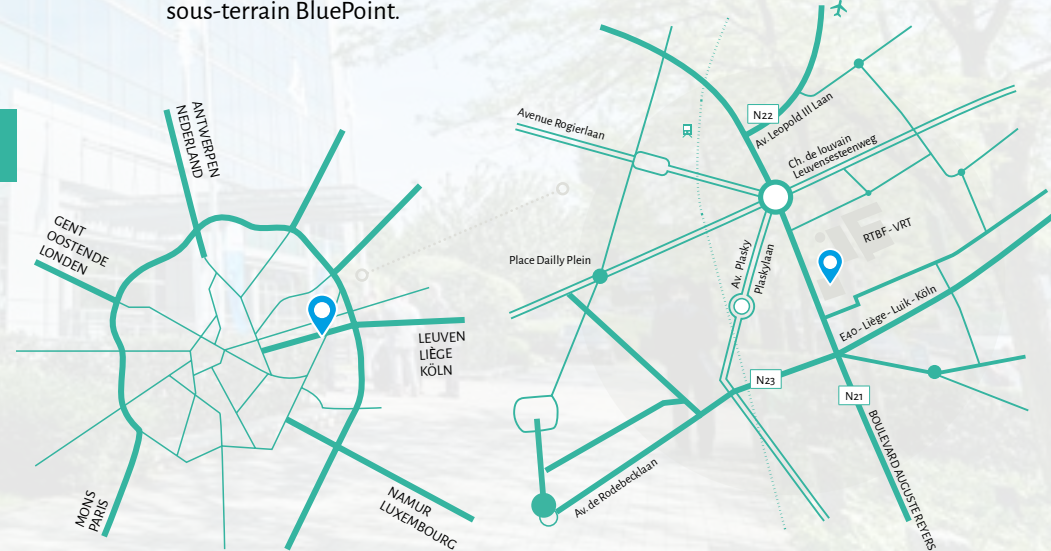 sous-terrain BluePoint.
ANTWERPEN
NEDERLAND
GENT
OOSTENDE
LONDEN
LEUVEN
LIÈGE
KÖLN
MONS
PARIS
NAMUR
LUXEMBOURG
Avenue Rogierlaan
N22
Av. Leopold III Laan
Ch. de louvain
Leuvensesteenweg
RTBF - VRT
Place Dailly Plein
Av. Plasky
Plaskylaan
E40 - Liège - Luik - Köln
N23
N21
Av. de Rodebecklaan
BOULEVARD AUGUSTE REYERS